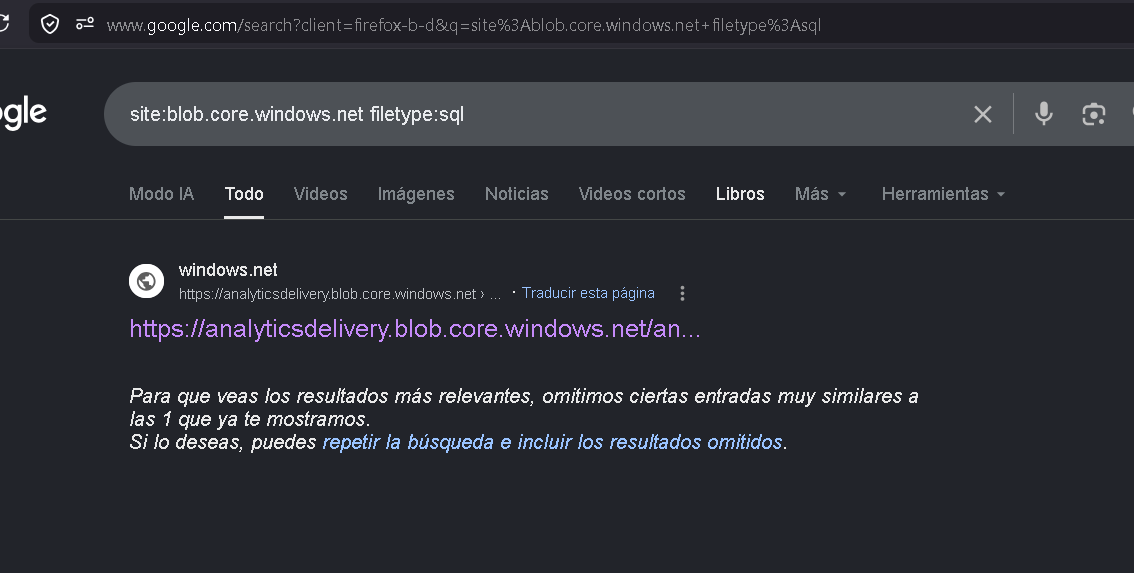 www.google.com/search?client=firefox-b-d&q=site%3Ablob.core.windows.net+filetype%3Asql
ogle
site:blob.core.windows.net filetype:sql
Modo IA Todo Videos Imágenes Noticias Videos cortos Libros Más Herramientas
windows.net
https://analyticsdelivery.blob.core.windows.net › ... · Traducir esta página
https://analyticsdelivery.blob.core.windows.net/an...
Para que veas los resultados más relevantes, omitimos ciertas entradas muy similares a
las 1 que ya te mostramos.
Si lo deseas, puedes repetir la búsqueda e incluir los resultados omitidos.